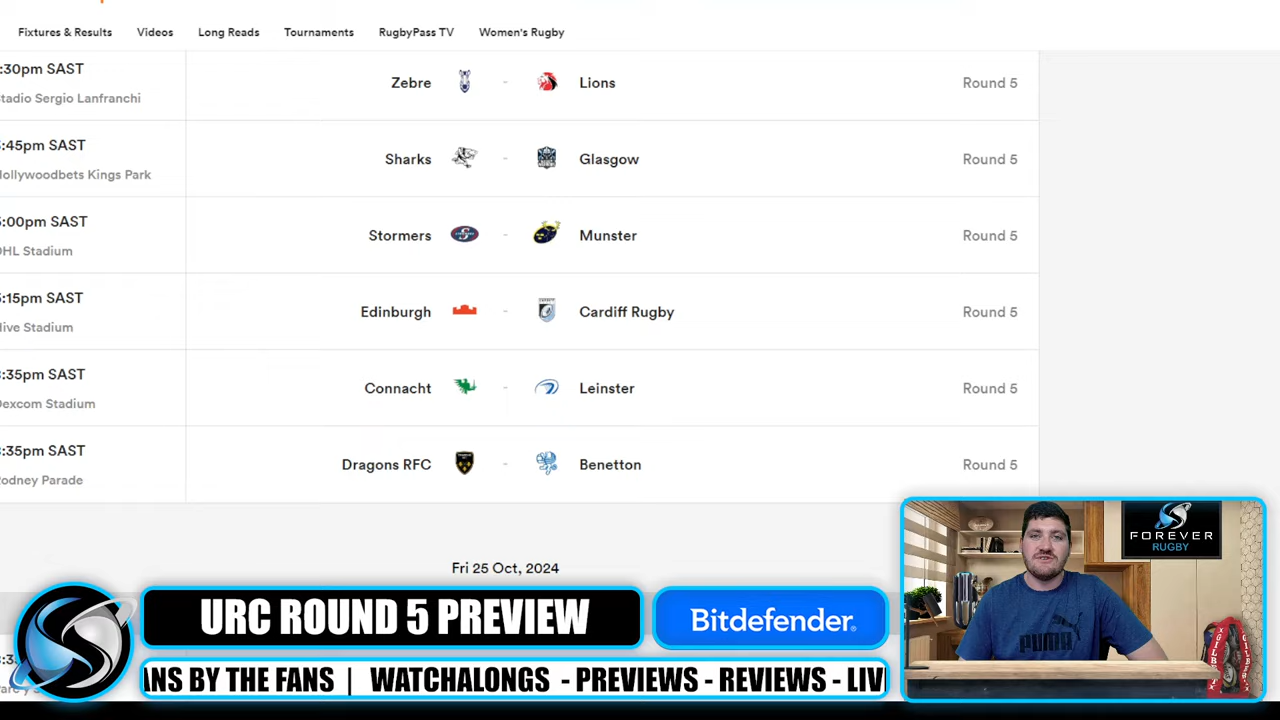 Fixtures & Results Videos Long Reads Tournaments RugbyPass TV Women's Rugby
:30pm SAST
Zebre - Lions Round 5
tadio Sergio Lanfranchi
:45pm SAST
Sharks - Glasgow Round 5
ollywoodbets Kings Park
:00pm SAST
Stormers - Munster Round 5
HL Stadium
:15pm SAST
Edinburgh - Cardiff Rugby Round 5
ive Stadium
:35pm SAST
Connacht - Leinster Round 5
Dexcom Stadium
:35pm SAST
Dragons RFC - Benetton Round 5
odney Parade
Fri 25 Oct, 2024
FOREVER
RUGBY
PUMA
URC ROUND 5 PREVIEW
Bitdefender
ANS BY THE FANS | WATCHALONGS - PREVIEWS - REVIEWS - LIV